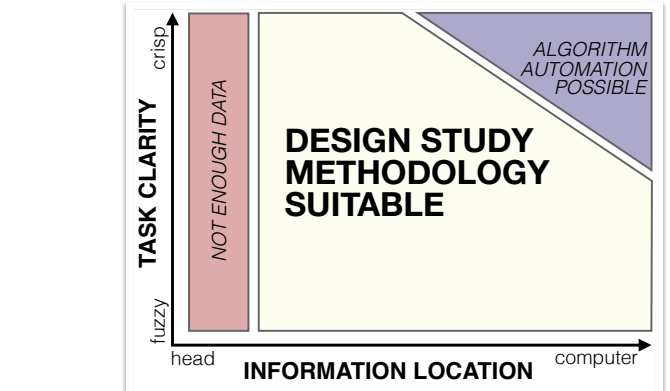 crisp
TASK CLARITY
fuzzy
NOT ENOUGH DATA
DESIGN STUDY
METHODOLOGY
SUITABLE
ALGORITHM
AUTOMATION
POSSIBLE
head
INFORMATION LOCATION
computer